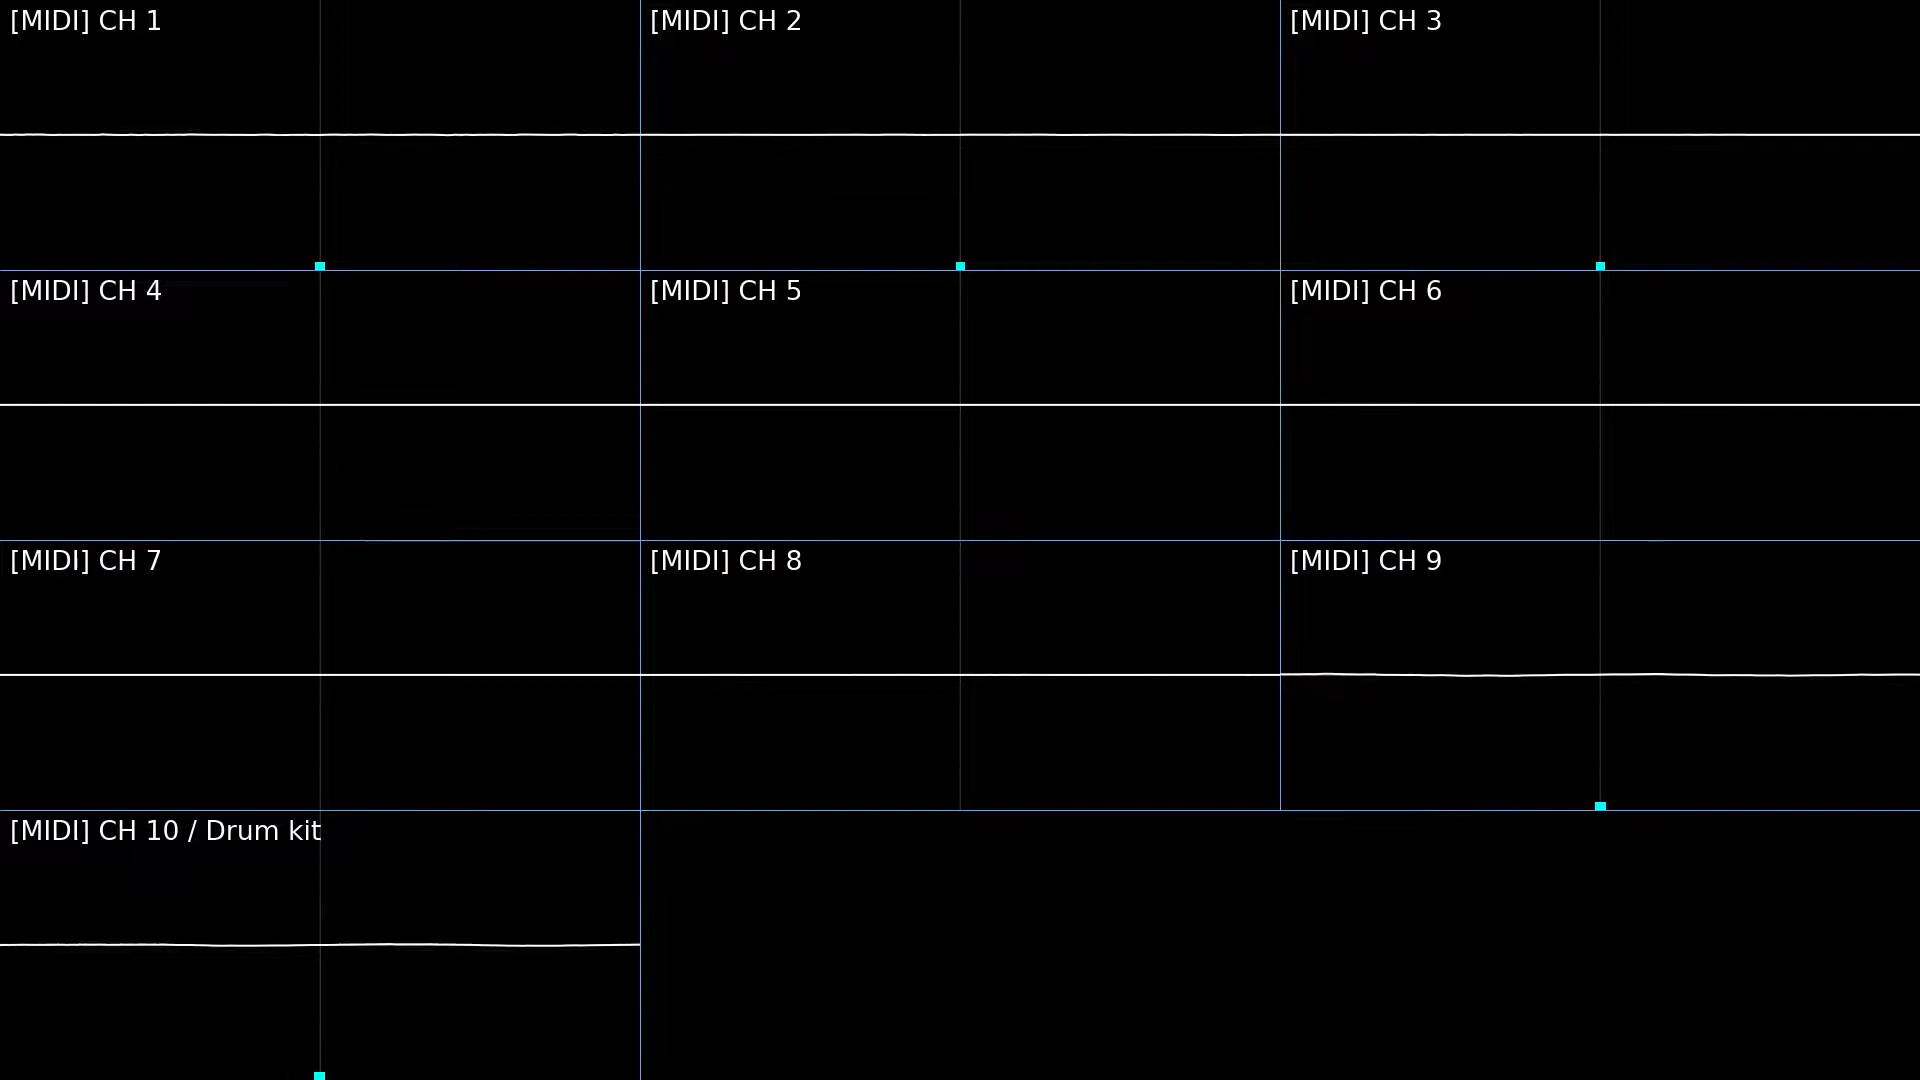 [MIDI] CH 1
[MIDI] CH 2
[MIDI] CH 3
[MIDI] CH 4
[MIDI] CH 5
[MIDI] CH 6
[MIDI] CH 7
[MIDI] CH 8
[MIDI] CH 9
[MIDI] CH 10 / Drum kit